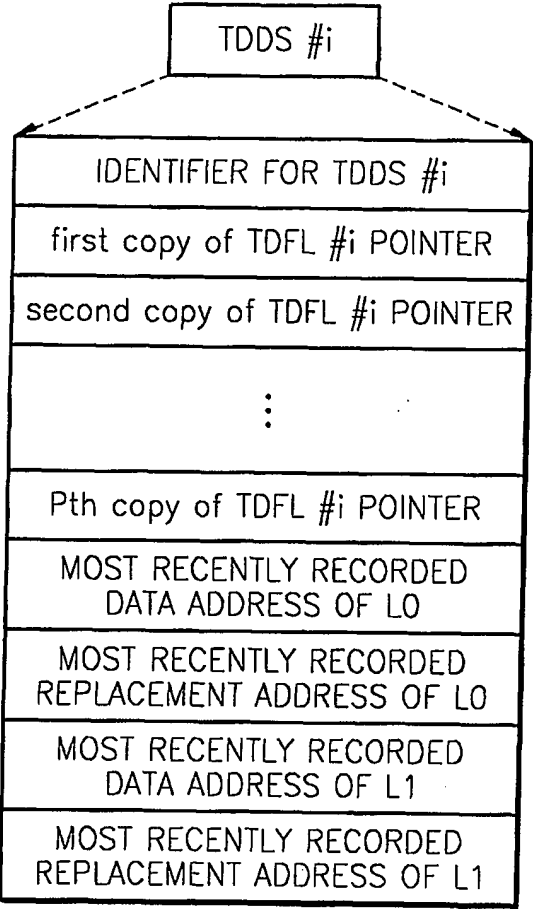 TDDS #i
IDENTIFIER FOR TDDS #i
first copy of TDFL #i POINTER
second copy of TDFL #i POINTER
⋮
Pth copy of TDFL #i POINTER
MOST RECENTLY RECORDED
DATA ADDRESS OF L0
MOST RECENTLY RECORDED
REPLACEMENT ADDRESS OF L0
MOST RECENTLY RECORDED
DATA ADDRESS OF L1
MOST RECENTLY RECORDED
REPLACEMENT ADDRESS OF L1